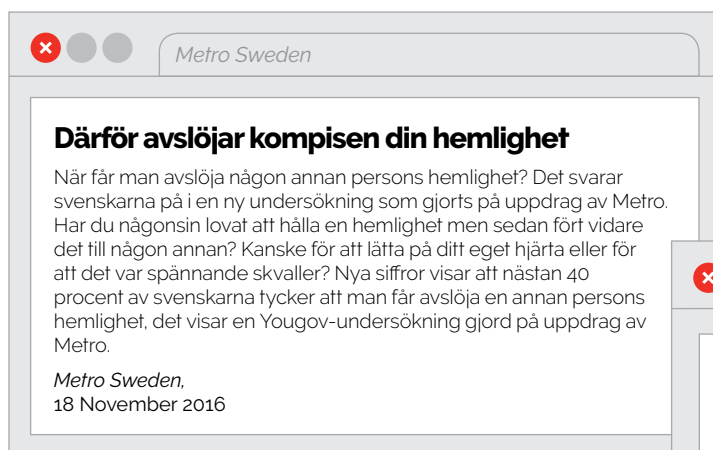 Metro Sweden
Därför avslöjar kompisen din hemlighet
När får man avslöja någon annan persons hemlighet? Det svarar
svenskarna på i en ny undersökning som gjorts på uppdrag av Metro.
Har du någonsin lovat att hålla en hemlighet men sedan fört vidare
det till någon annan? Kanske för att lätta på ditt eget hjärta eller för
att det var spännande skvaller? Nya siffror visar att nästan 40
procent av svenskarna tycker att man får avslöja en annan persons
hemlighet, det visar en Yougov-undersökning gjord på uppdrag av
Metro.
Metro Sweden,
18 November 2016